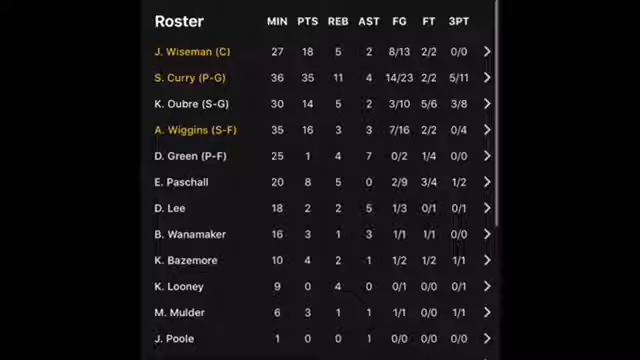 Roster MIN PTS REB AST FG FT 3PT
J. Wiseman (C) 27 18 5 2 8/13 2/2 0/0
S. Curry (P-G) 36 35 11 4 14/23 2/2 5/11
K. Oubre (S-G) 30 14 5 2 3/10 5/6 3/8
A. Wiggins (S-F) 35 16 3 3 7/16 2/2 0/4
D. Green (P-F) 25 1 4 7 0/2 1/4 0/0
E. Paschall 20 8 5 0 2/9 3/4 1/2
D. Lee 18 2 2 5 1/3 0/1 0/1
B. Wanamaker 16 3 1 3 1/1 1/1 0/0
K. Bazemore 10 4 2 1 1/2 1/2 1/1
K. Looney 9 0 4 0 0/1 0/0 0/1
M. Mulder 6 3 1 1 1/1 0/0 1/1
J. Poole 1 0 0 1 0/0 0/0 0/0